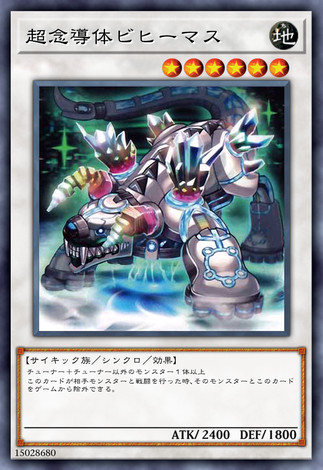 超念導体ビヒーマス
地
【サイキック族／シンクロ／効果】
チューナー＋チューナー以外のモンスター１体以上
このカードが相手モンスターと戦闘を行った時、そのモンスターとこのカード
をゲームから除外できる。
ATK/ 2400 DEF/ 1800
15028680